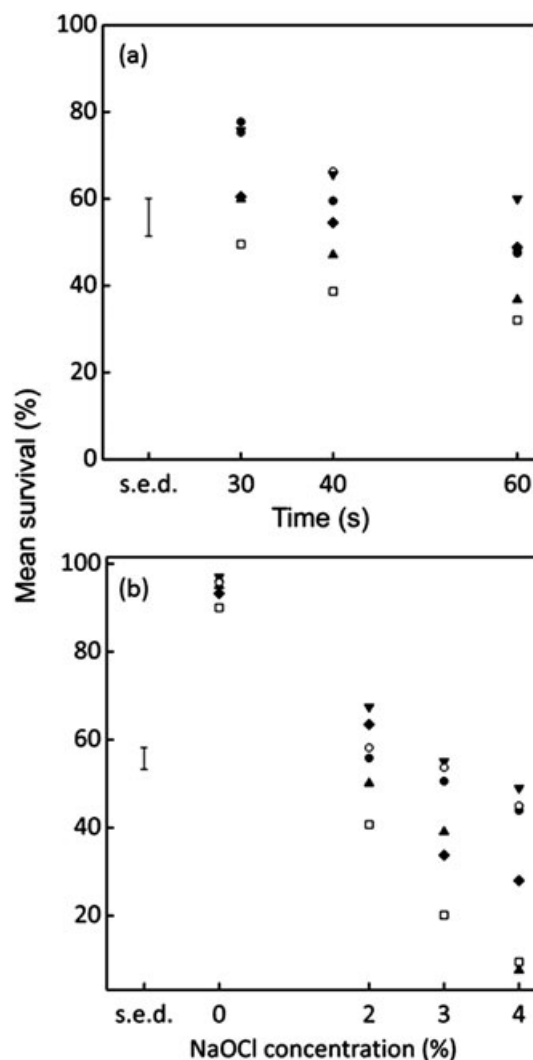 Mean survival (%)
(a)
100
80
60
40
20
0
s.e.d. 30 40 60
Time (s)
(b)
100
80
60
40
20
s.e.d. 0 2 3 4
NaOCl concentration (%)